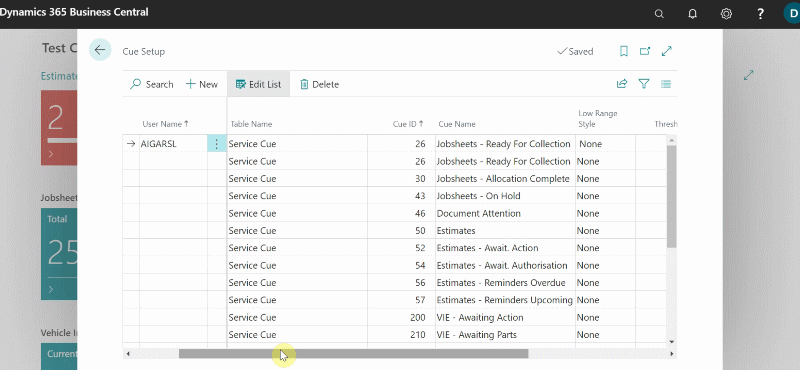 Dynamics 365 Business Central
?
D
Test C
Cue Setup
Saved
Estimate
Search
New
Edit List
Delete
2
User Name ↑
Table Name
Cue ID ↑
Cue Name
Low Range Style
Thresh
AIGARSL Service Cue 26 Jobsheets - Ready For Collection None
Service Cue 26 Jobsheets - Ready For Collection None
Service Cue 30 Jobsheets - Allocation Complete None
Service Cue 43 Jobsheets - On Hold None
Service Cue 46 Document Attention None
Service Cue 50 Estimates None
Service Cue 52 Estimates - Await. Action None
Service Cue 54 Estimates - Await. Authorisation None
Service Cue 56 Estimates - Reminders Overdue None
Service Cue 57 Estimates - Reminders Upcoming None
Service Cue 200 VIE - Awaiting Action None
Service Cue 210 VIE - Awaiting Parts None
Jobsheet
Total
25
Vehicle In
Current